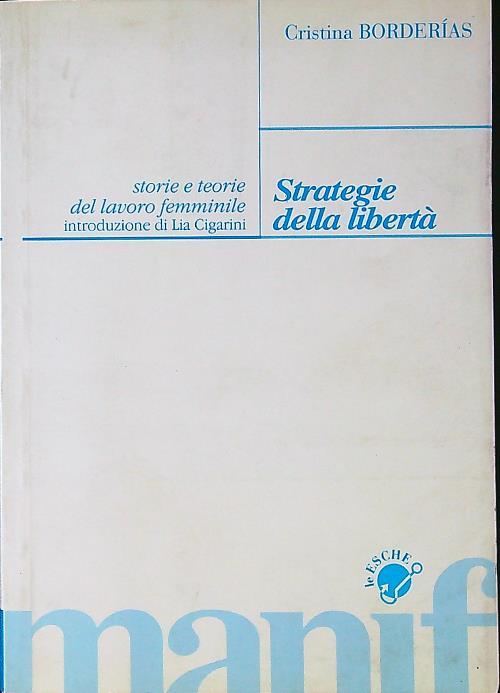 Cristina BORDERÍAS
storie e teorie
del lavoro femminile
introduzione di Lia Cigarini
Strategie
della libertà
le ESCHE
manif